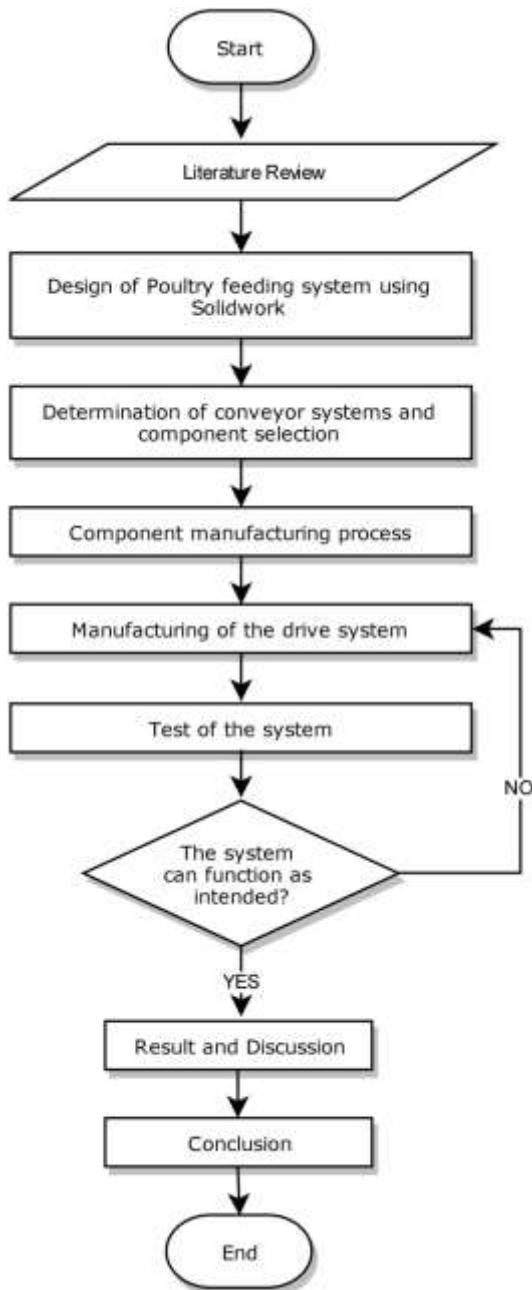 Start
Literature Review
Design of Poultry feeding system using
Solidwork
Determination of conveyor systems and
component selection
Component manufacturing process
Manufacturing of the drive system
Test of the system
The system
can function as
intended?
NO
YES
Result and Discussion
Conclusion
End